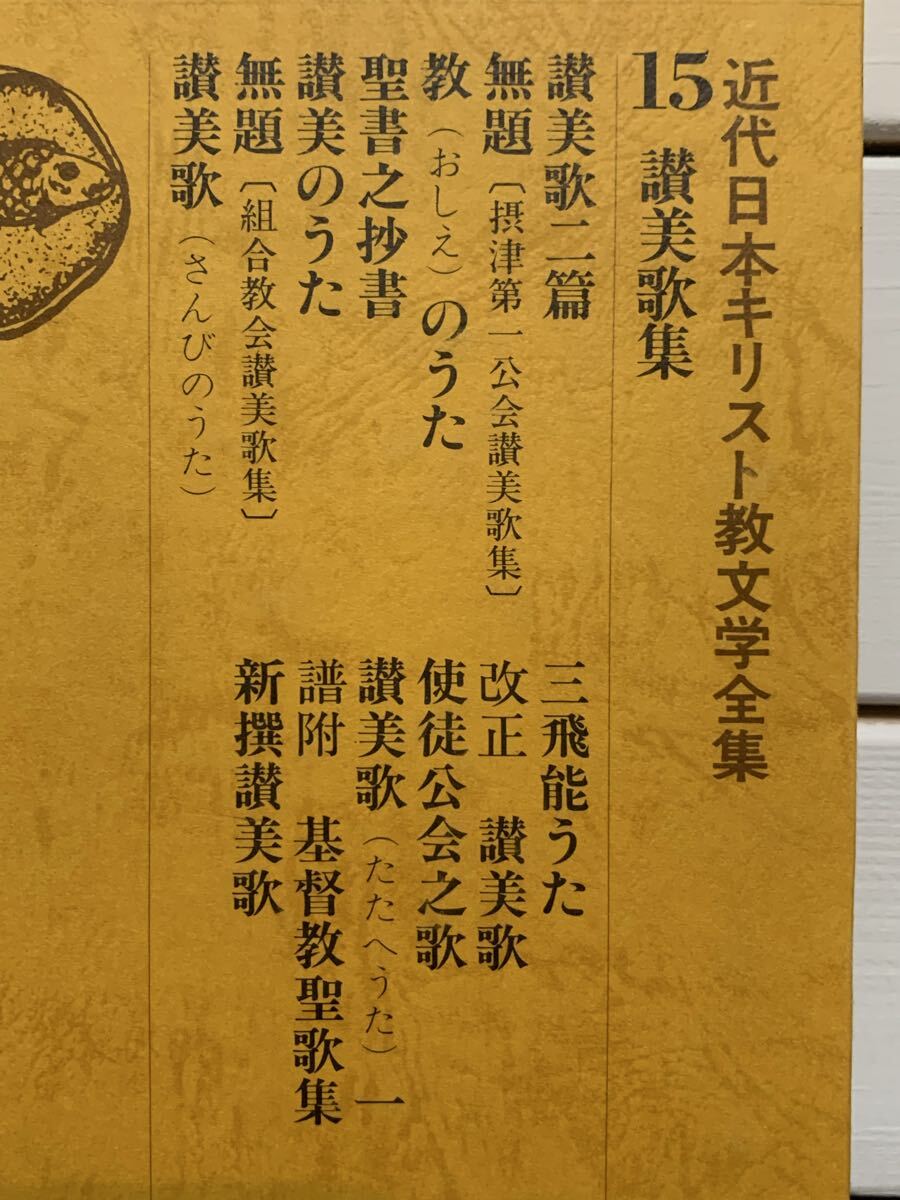 近代日本キリスト教文学全集
15 讃美歌集
讃美歌二篇
無題〔摂津第一公会讃美歌集〕
教（おしえ）のうた
聖書之抄書
讃美のうた
無題〔組合教会讃美歌集〕
讃美歌（さんびのうた）
三飛能うた
改正 讃美歌
使徒公会之歌
讃美歌（たたへうた）一
譜附 基督教聖歌集
新撰讃美歌